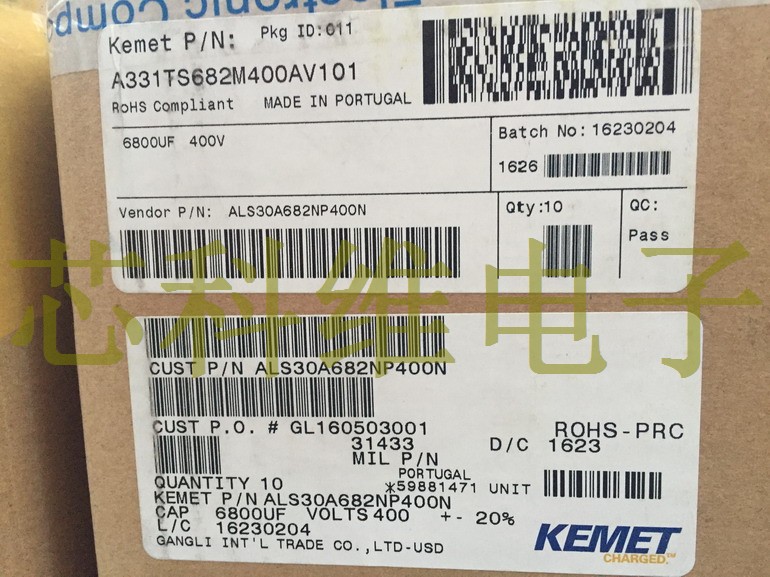 Electronic Compo
Kemet P/N: Pkg ID:011
A331TS682M400AV101
RoHS Compliant MADE IN PORTUGAL
6800UF 400V
Batch No: 16230204
1626
Vendor P/N: ALS30A682NP400N
Qty:10
QC:
Pass
芯科维电子
CUST P/N ALS30A682NP400N
CUST P.O. # GL160503001
ROHS-PRC
31433
D/C 1623
MIL P/N
PORTUGAL
QUANTITY 10
*59881471 UNIT
KEMET P/N ALS30A682NP400N
CAP 6800UF VOLTS 400 +- 20%
L/C 16230204
GANGLI INT'L TRADE CO.,LTD-USD
KEMET
CHARGED.™